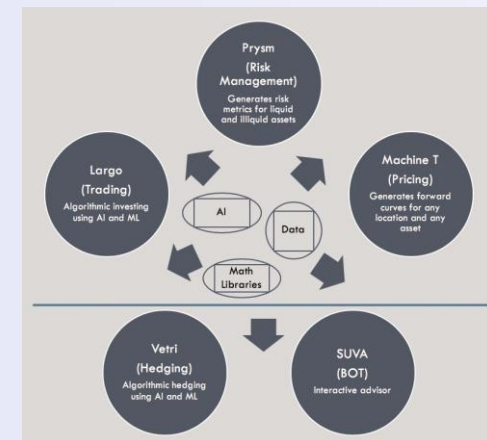 Prysm
(Risk
Management)
Generates risk
metrics for liquid
and illiquid assets
Largo
(Trading)
Algorithmic investing
using AI and ML
Machine T
(Pricing)
Generates forward
curves for any
location and any
asset
AI
Data
Math
Libraries
Vetri
(Hedging)
Algorithmic hedging
using AI and ML
SUVA
(BOT)
Interactive advisor